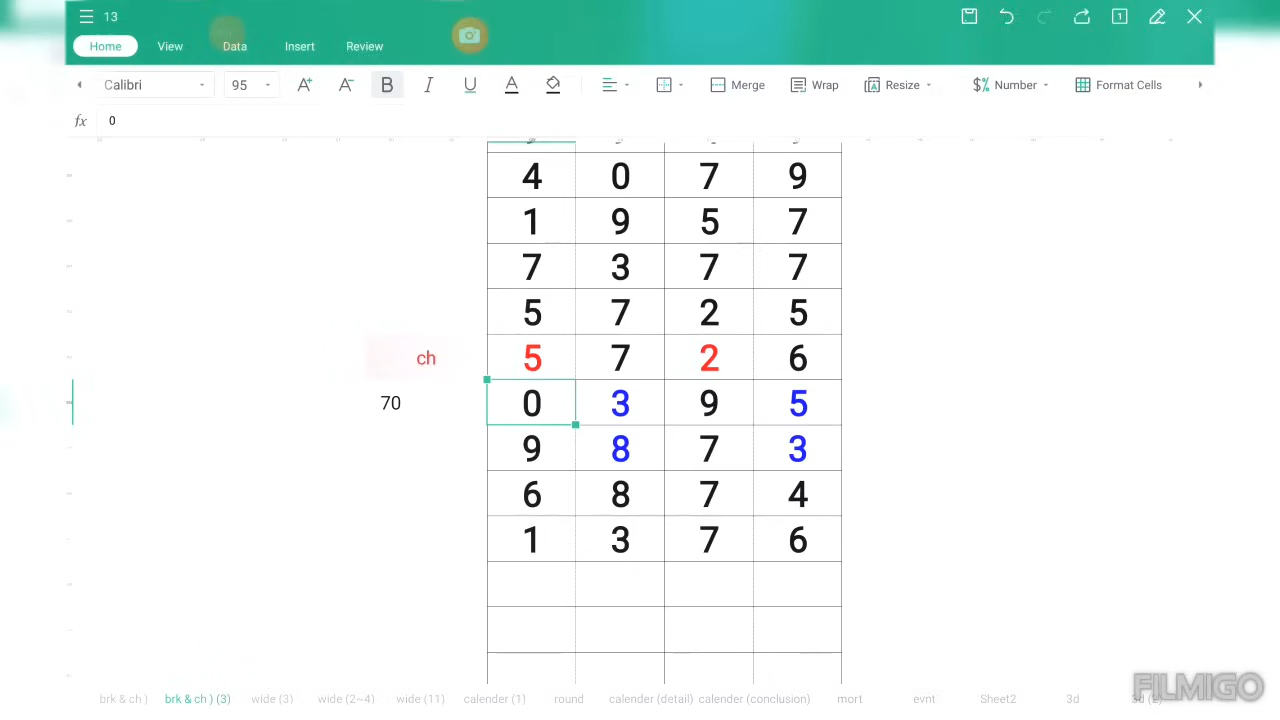 13
Home View Data Insert Review
Calibri 95 A+ A- B I U A Merge Wrap Resize $% Number Format Cells
fx 0
4 0 7 9
1 9 5 7
7 3 7 7
5 7 2 5
ch 5 7 2 6
70 0 3 9 5
9 8 7 3
6 8 7 4
1 3 7 6
brk & ch ) brk & ch ) (3) wide (3) wide (2~4) wide (11) calender (1) round calender (detail) calender (conclusion) mort evnt Sheet2 3d
FILMIGO